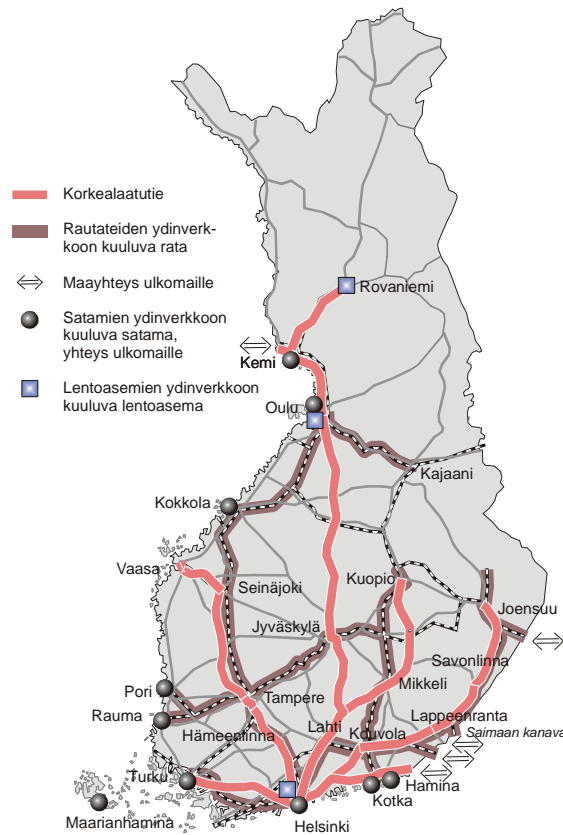 Korkealaatutie
Rautateiden ydinverk-
koon kuuluva rata
Maayhteys ulkomaille
Satamien ydinverkkoon
kuuluva satama,
yhteys ulkomaille
Lentoasemien ydinverkkoon
kuuluva lentoasema
Rovaniemi
Kemi
Oulu
Kajaani
Kokkola
Vaasa
Seinäjoki
Kuopio
Joensuu
Jyväskylä
Savonlinna
Pori
Tampere
Mikkeli
Rauma
Hämeenlinna
Lahti
Lappeenranta
Kouvola
Saimaan kanava
Turku
Hamina
Kotka
Maarianhamina
Helsinki